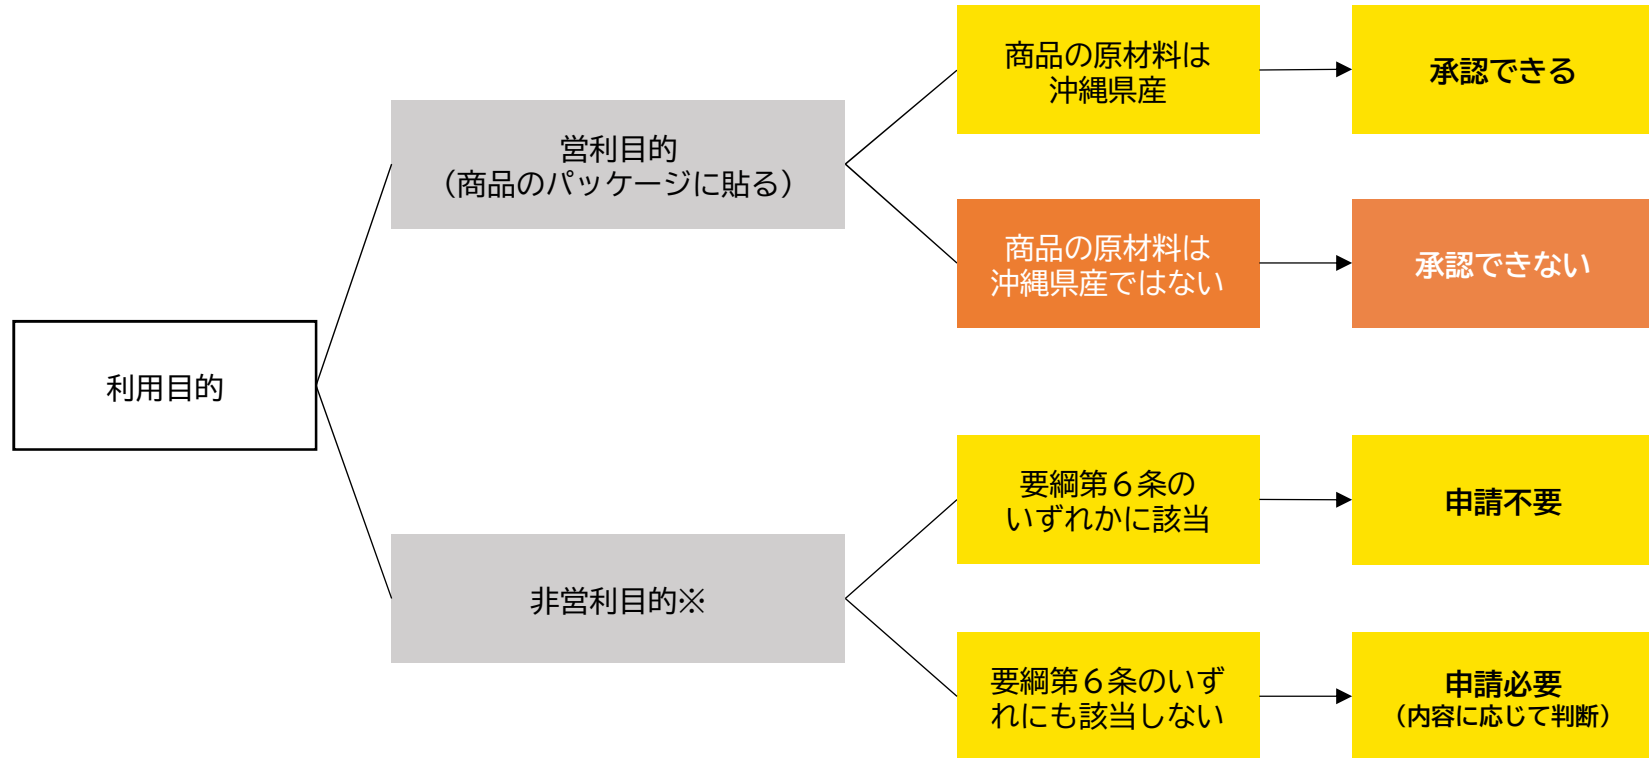 利用目的
営利目的
（商品のパッケージに貼る）
商品の原材料は
沖縄県産
承認できる
商品の原材料は
沖縄県産ではない
承認できない
非営利目的※
要綱第６条の
いずれかに該当
申請不要
要綱第６条のいず
れにも該当しない
申請必要
（内容に応じて判断）